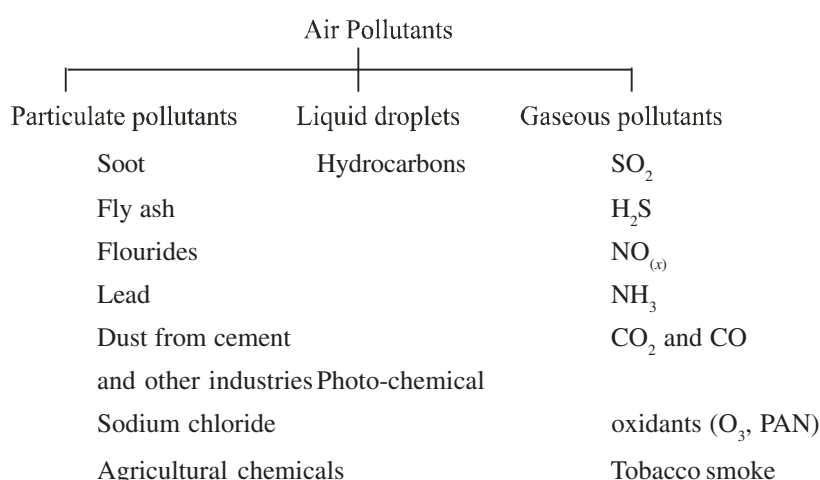 Air Pollutants
Particulate pollutants Liquid droplets Gaseous pollutants
Soot Hydrocarbons SO₂
Fly ash H₂S
Flourides NO₍ₓ₎
Lead NH₃
Dust from cement CO₂ and CO
and other industries Photo-chemical
Sodium chloride oxidants (O₃, PAN)
Agricultural chemicals Tobacco smoke